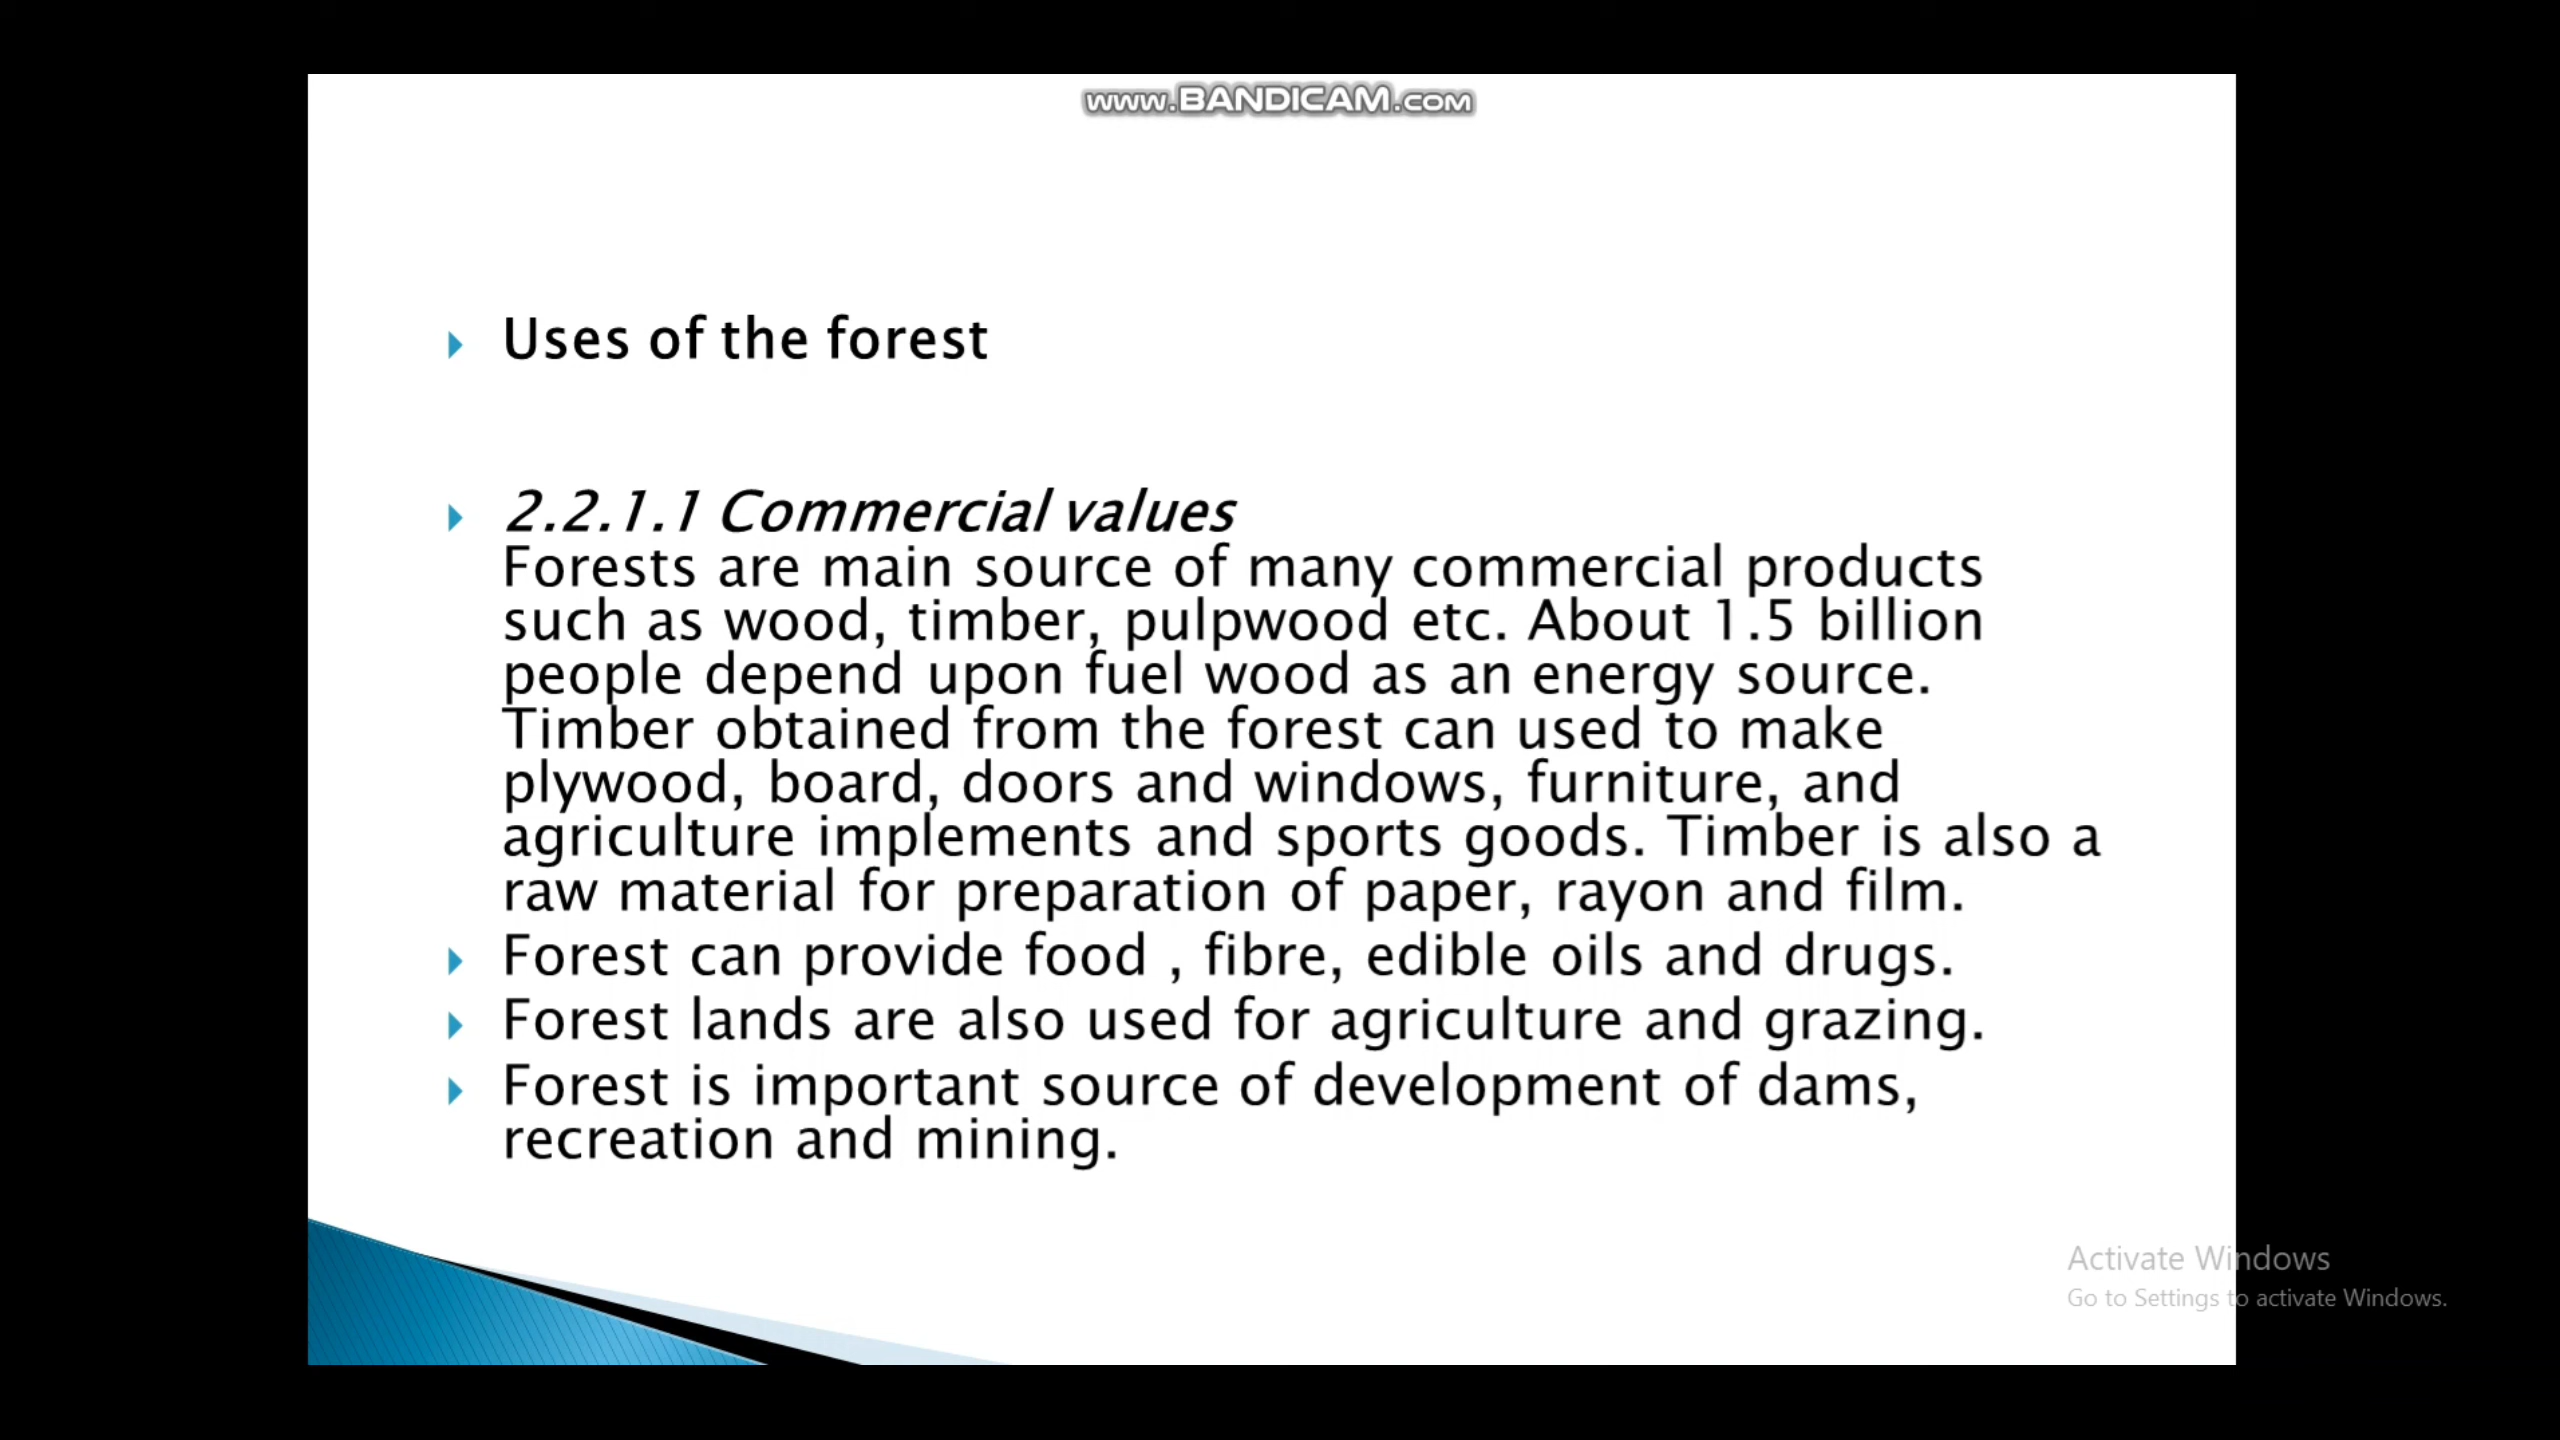 www.BANDICAM.com
Uses of the forest
2.2.1.1 Commercial values
Forests are main source of many commercial products
such as wood, timber, pulpwood etc. About 1.5 billion
people depend upon fuel wood as an energy source.
Timber obtained from the forest can used to make
plywood, board, doors and windows, furniture, and
agriculture implements and sports goods. Timber is also a
raw material for preparation of paper, rayon and film.
Forest can provide food , fibre, edible oils and drugs.
Forest lands are also used for agriculture and grazing.
Forest is important source of development of dams,
recreation and mining.
Activate Windows
Go to Settings to activate Windows.